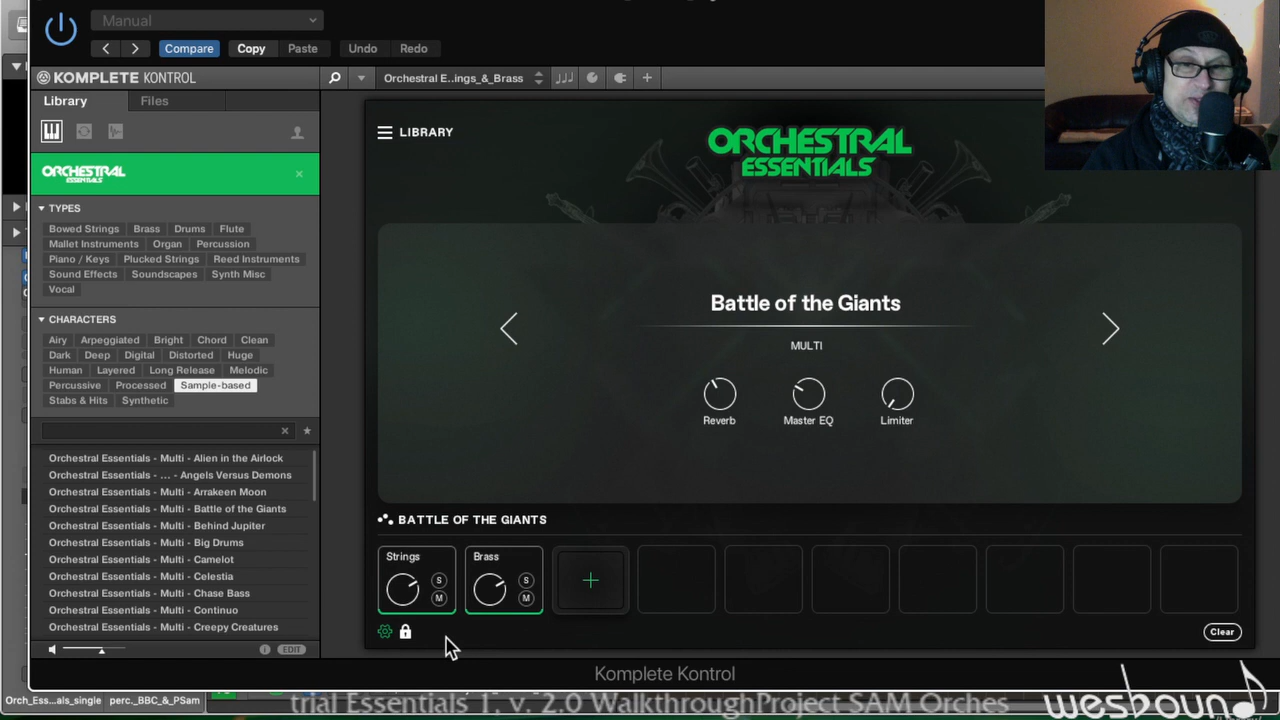 Manual
Compare Copy Paste Undo Redo
KOMPLETE KONTROL
Orchestral E..ings_&_Brass
Library Files
ORCHESTRAL
ESSENTIALS
TYPES
Bowed Strings Brass Drums Flute
Mallet Instruments Organ Percussion
Piano / Keys Plucked Strings Reed Instruments
Sound Effects Soundscapes Synth Misc
Vocal
CHARACTERS
Airy Arpeggiated Bright Chord Clean
Dark Deep Digital Distorted Huge
Human Layered Long Release Melodic
Percussive Processed Sample-based
Stabs & Hits Synthetic
Orchestral Essentials - Multi - Alien in the Airlock
Orchestral Essentials - ... - Angels Versus Demons
Orchestral Essentials - Multi - Arrakeen Moon
Orchestral Essentials - Multi - Battle of the Giants
Orchestral Essentials - Multi - Behind Jupiter
Orchestral Essentials - Multi - Big Drums
Orchestral Essentials - Multi - Camelot
Orchestral Essentials - Multi - Celestia
Orchestral Essentials - Multi - Chase Bass
Orchestral Essentials - Multi - Continuo
Orchestral Essentials - Multi - Creepy Creatures
EDIT
LIBRARY
ORCHESTRAL
ESSENTIALS
Battle of the Giants
MULTI
Reverb Master EQ Limiter
BATTLE OF THE GIANTS
Strings Brass
S S
M M
Clear
Komplete Kontrol
Orch_Ess...als_single perc._BBC_&_PSam
trial Essentials 1, v. 2.0 WalkthroughProject SAM Orches
wesboun